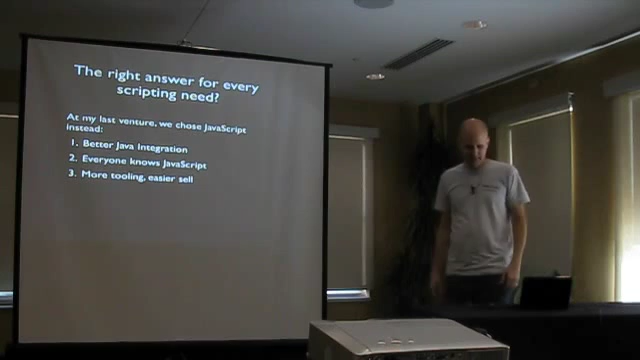 The right answer for every
scripting need?
At my last venture, we chose JavaScript
instead:
1. Better Java Integration
2. Everyone knows JavaScript
3. More tooling, easier sell